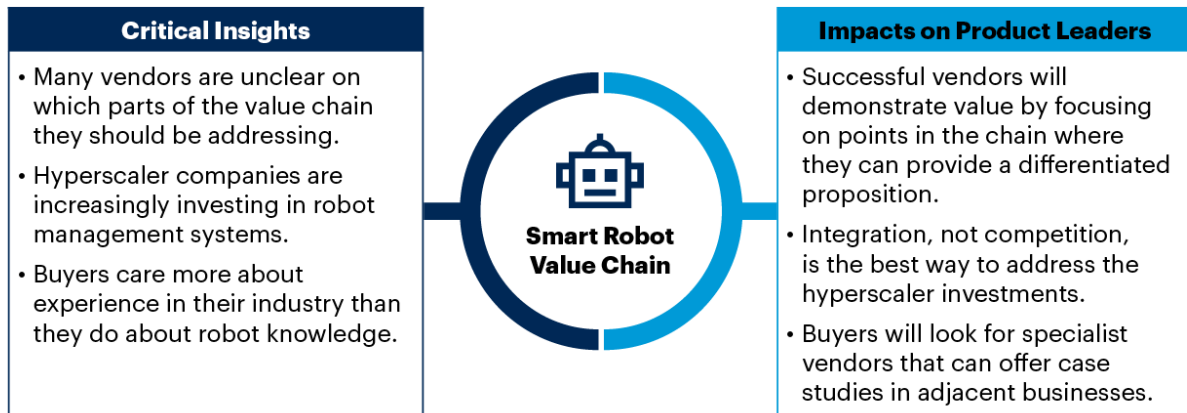 Critical Insights
• Many vendors are unclear on
which parts of the value chain
they should be addressing.
• Hyperscaler companies are
increasingly investing in robot
management systems.
• Buyers care more about
experience in their industry than
they do about robot knowledge.
Smart Robot
Value Chain
Impacts on Product Leaders
• Successful vendors will
demonstrate value by focusing
on points in the chain where
they can provide a differentiated
proposition.
• Integration, not competition,
is the best way to address the
hyperscaler investments.
• Buyers will look for specialist
vendors that can offer case
studies in adjacent businesses.